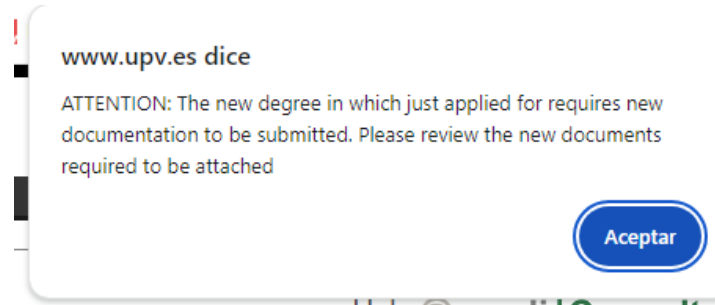 www.upv.es dice
ATTENTION: The new degree in which just applied for requires new
documentation to be submitted. Please review the new documents
required to be attached
Aceptar